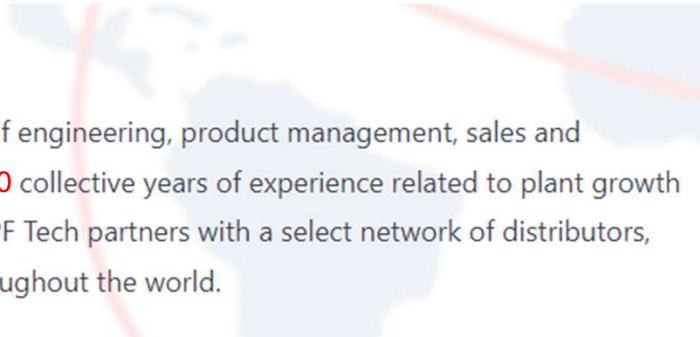 f engineering, product management, sales and
0 collective years of experience related to plant growth
F Tech partners with a select network of distributors,
ughout the world.